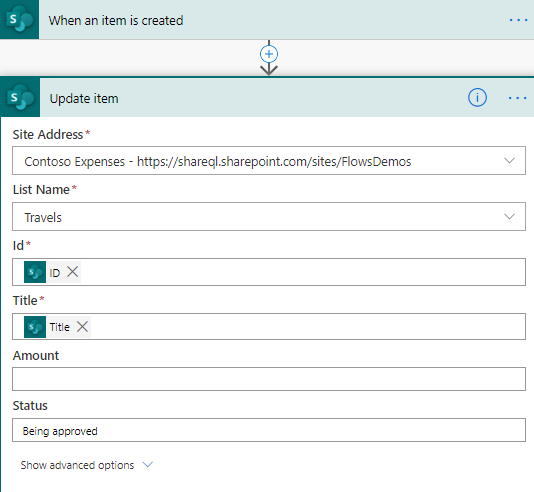 When an item is created
Update item
Site Address*
Contoso Expenses - https://shareql.sharepoint.com/sites/FlowsDemos
List Name*
Travels
Id*
ID
Title*
Title
Amount
Status
Being approved
Show advanced options